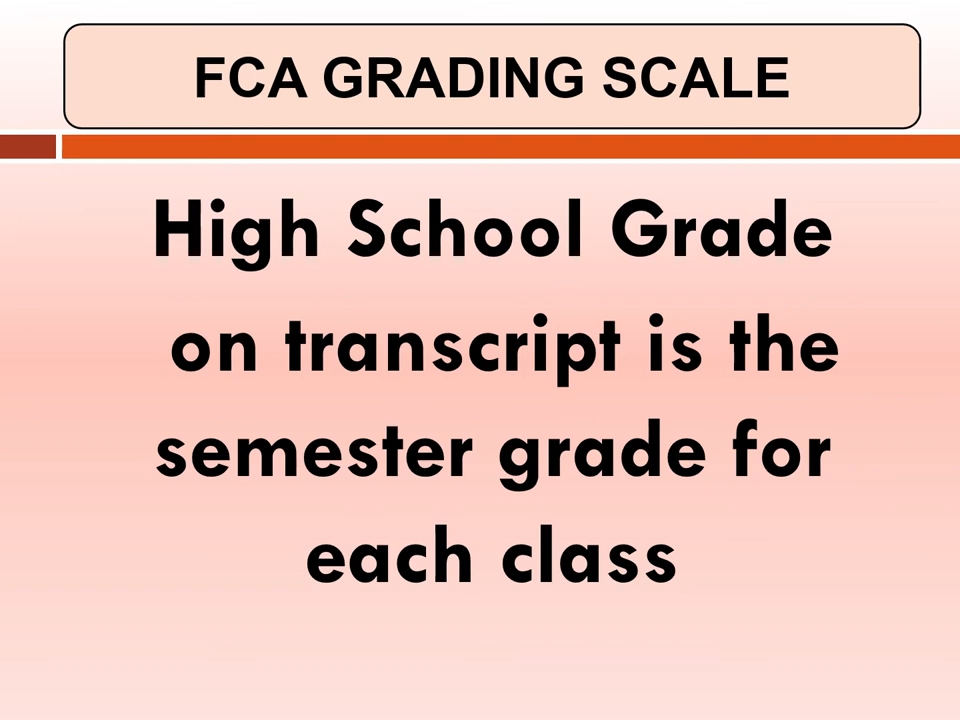 FCA GRADING SCALE
High School Grade
on transcript is the
semester grade for
each class